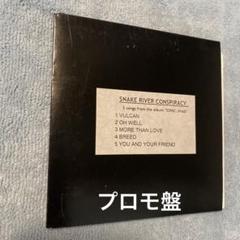 SNAKE RIVER CONSPIRACY
5 songs from the album "SONIC JIHAD"
1 VULCAN
2 OH WELL
3 MORE THAN LOVE
4 BREED
5 YOU AND YOUR FRIEND
プロモ盤